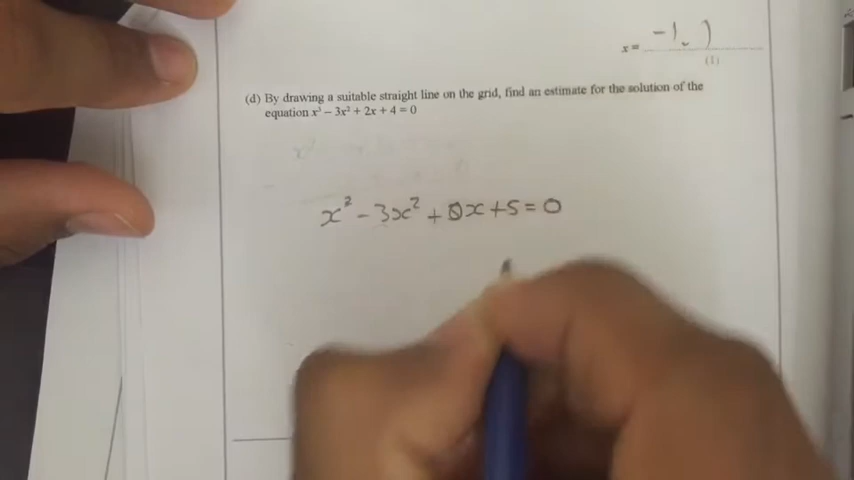 x = -1.
(1)
(d) By drawing a suitable straight line on the grid, find an estimate for the solution of the
equation x³ – 3x² + 2x + 4 = 0
x² - 3x² + 0x + 5 = 0